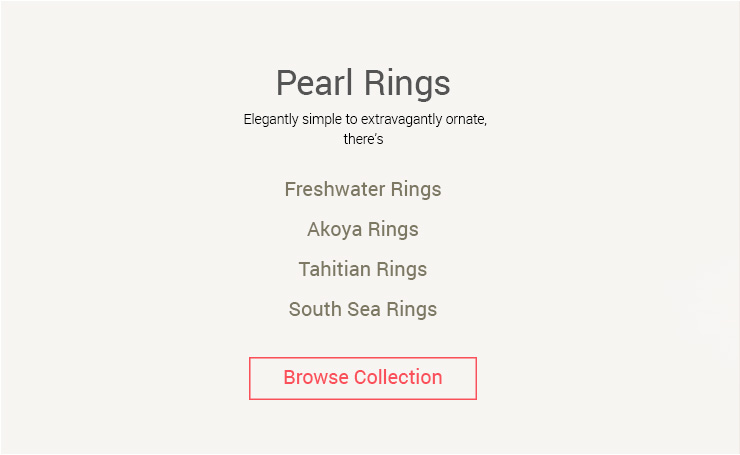 Pearl Rings
Elegantly simple to extravagantly ornate,
there's
Freshwater Rings
Akoya Rings
Tahitian Rings
South Sea Rings
Browse Collection